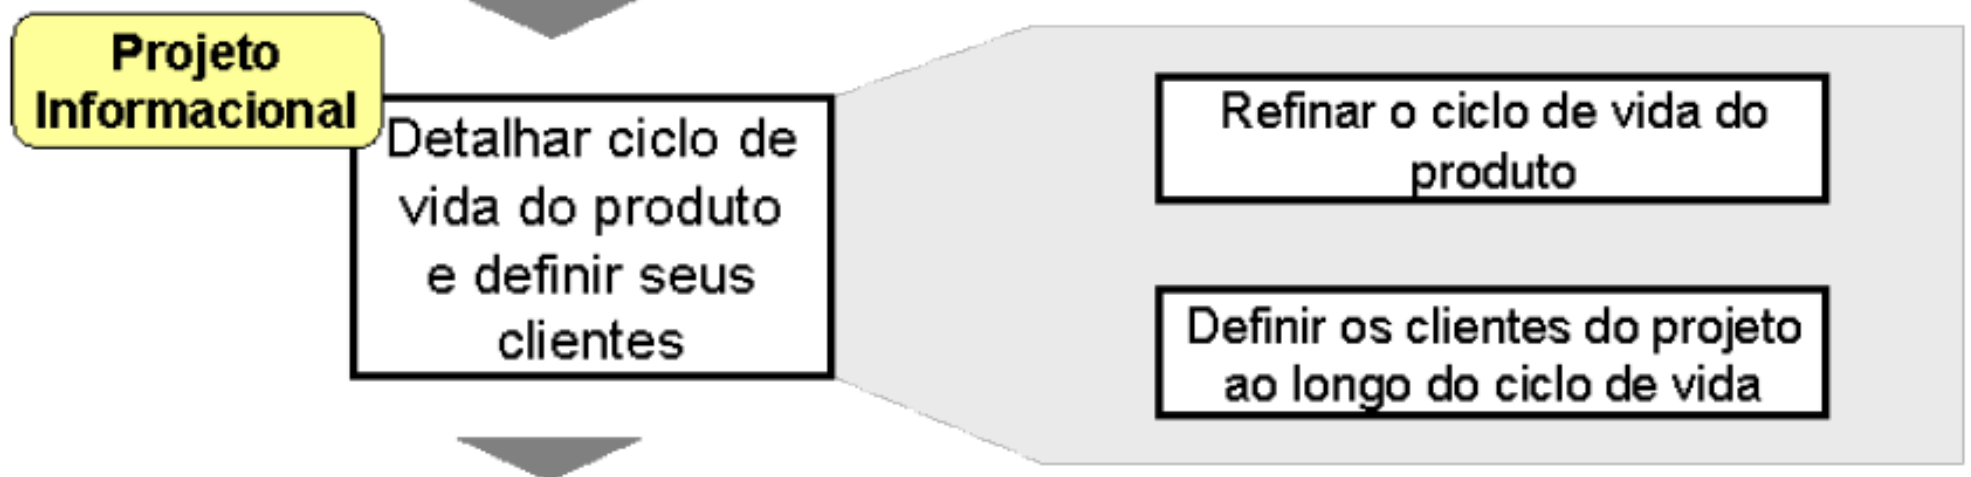 Projeto
Informacional
Detalhar ciclo de
vida do produto
e definir seus
clientes
Refinar o ciclo de vida do
produto
Definir os clientes do projeto
ao longo do ciclo de vida